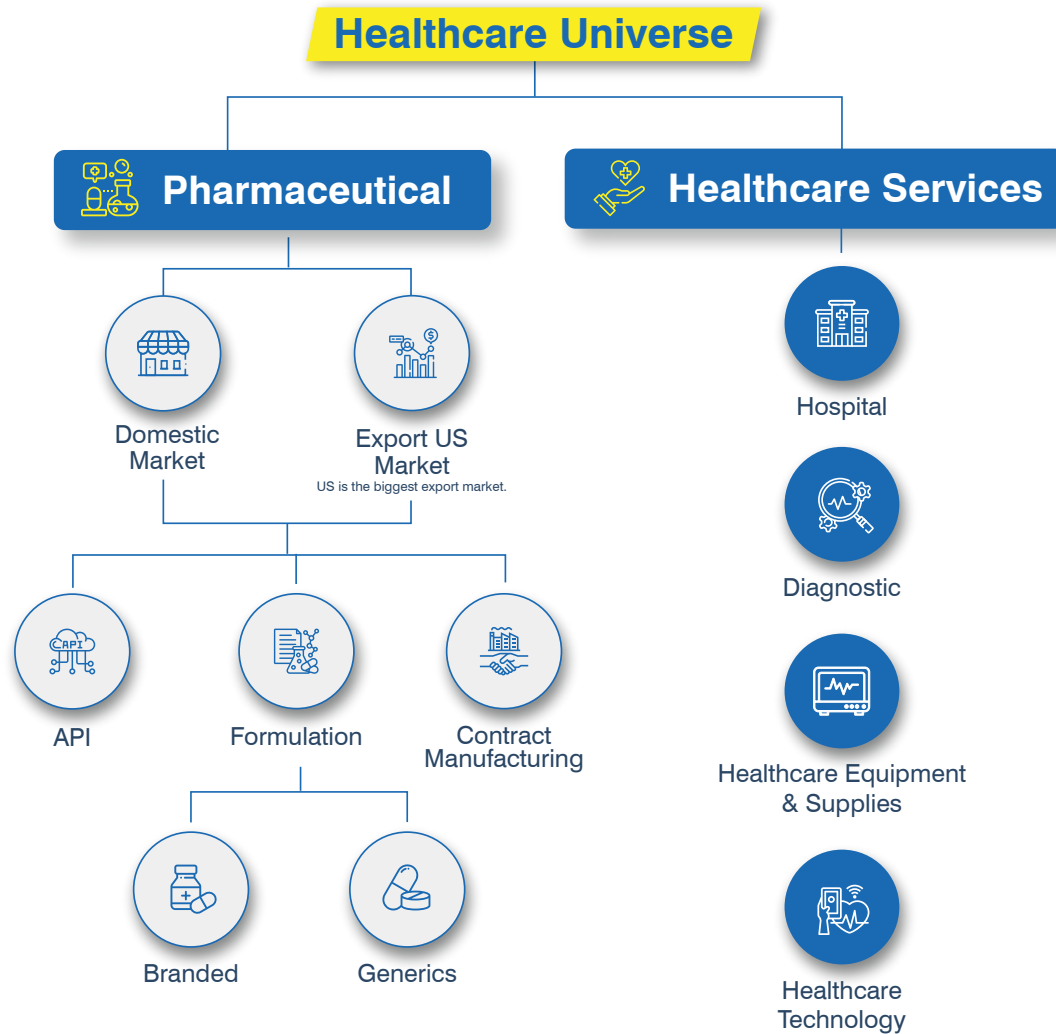 Healthcare Universe
Pharmaceutical
Healthcare Services
Domestic
Market
Export US
Market
US is the biggest export market.
Hospital
Diagnostic
API
API
Formulation
Contract
Manufacturing
Healthcare Equipment
& Supplies
Branded
Generics
Healthcare
Technology